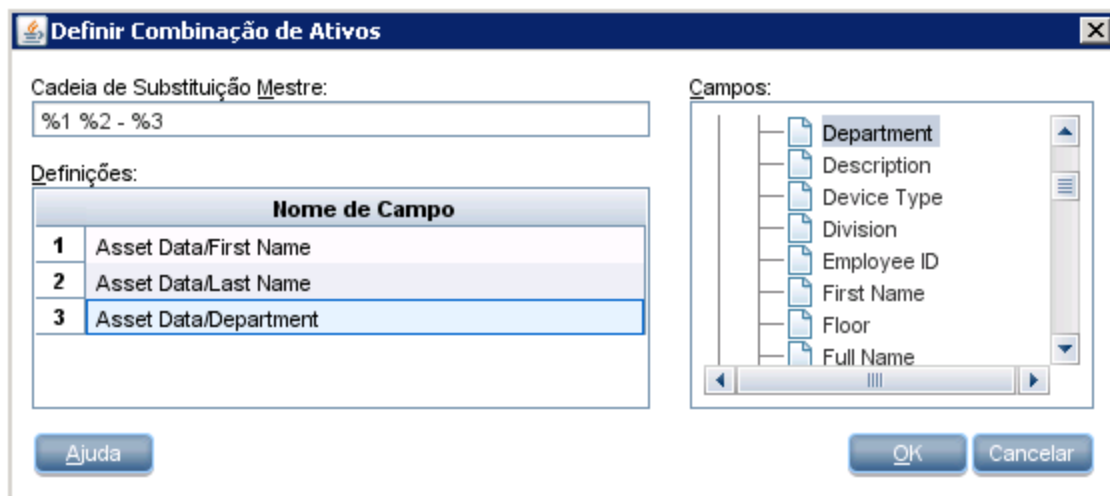 Definir Combinação de Ativos
Cadeia de Substituição Mestre:
%1 %2 - %3
Definições:
Nome de Campo
1 Asset Data/First Name
2 Asset Data/Last Name
3 Asset Data/Department
Campos:
Department
Description
Device Type
Division
Employee ID
First Name
Floor
Full Name
Ajuda
OK
Cancelar